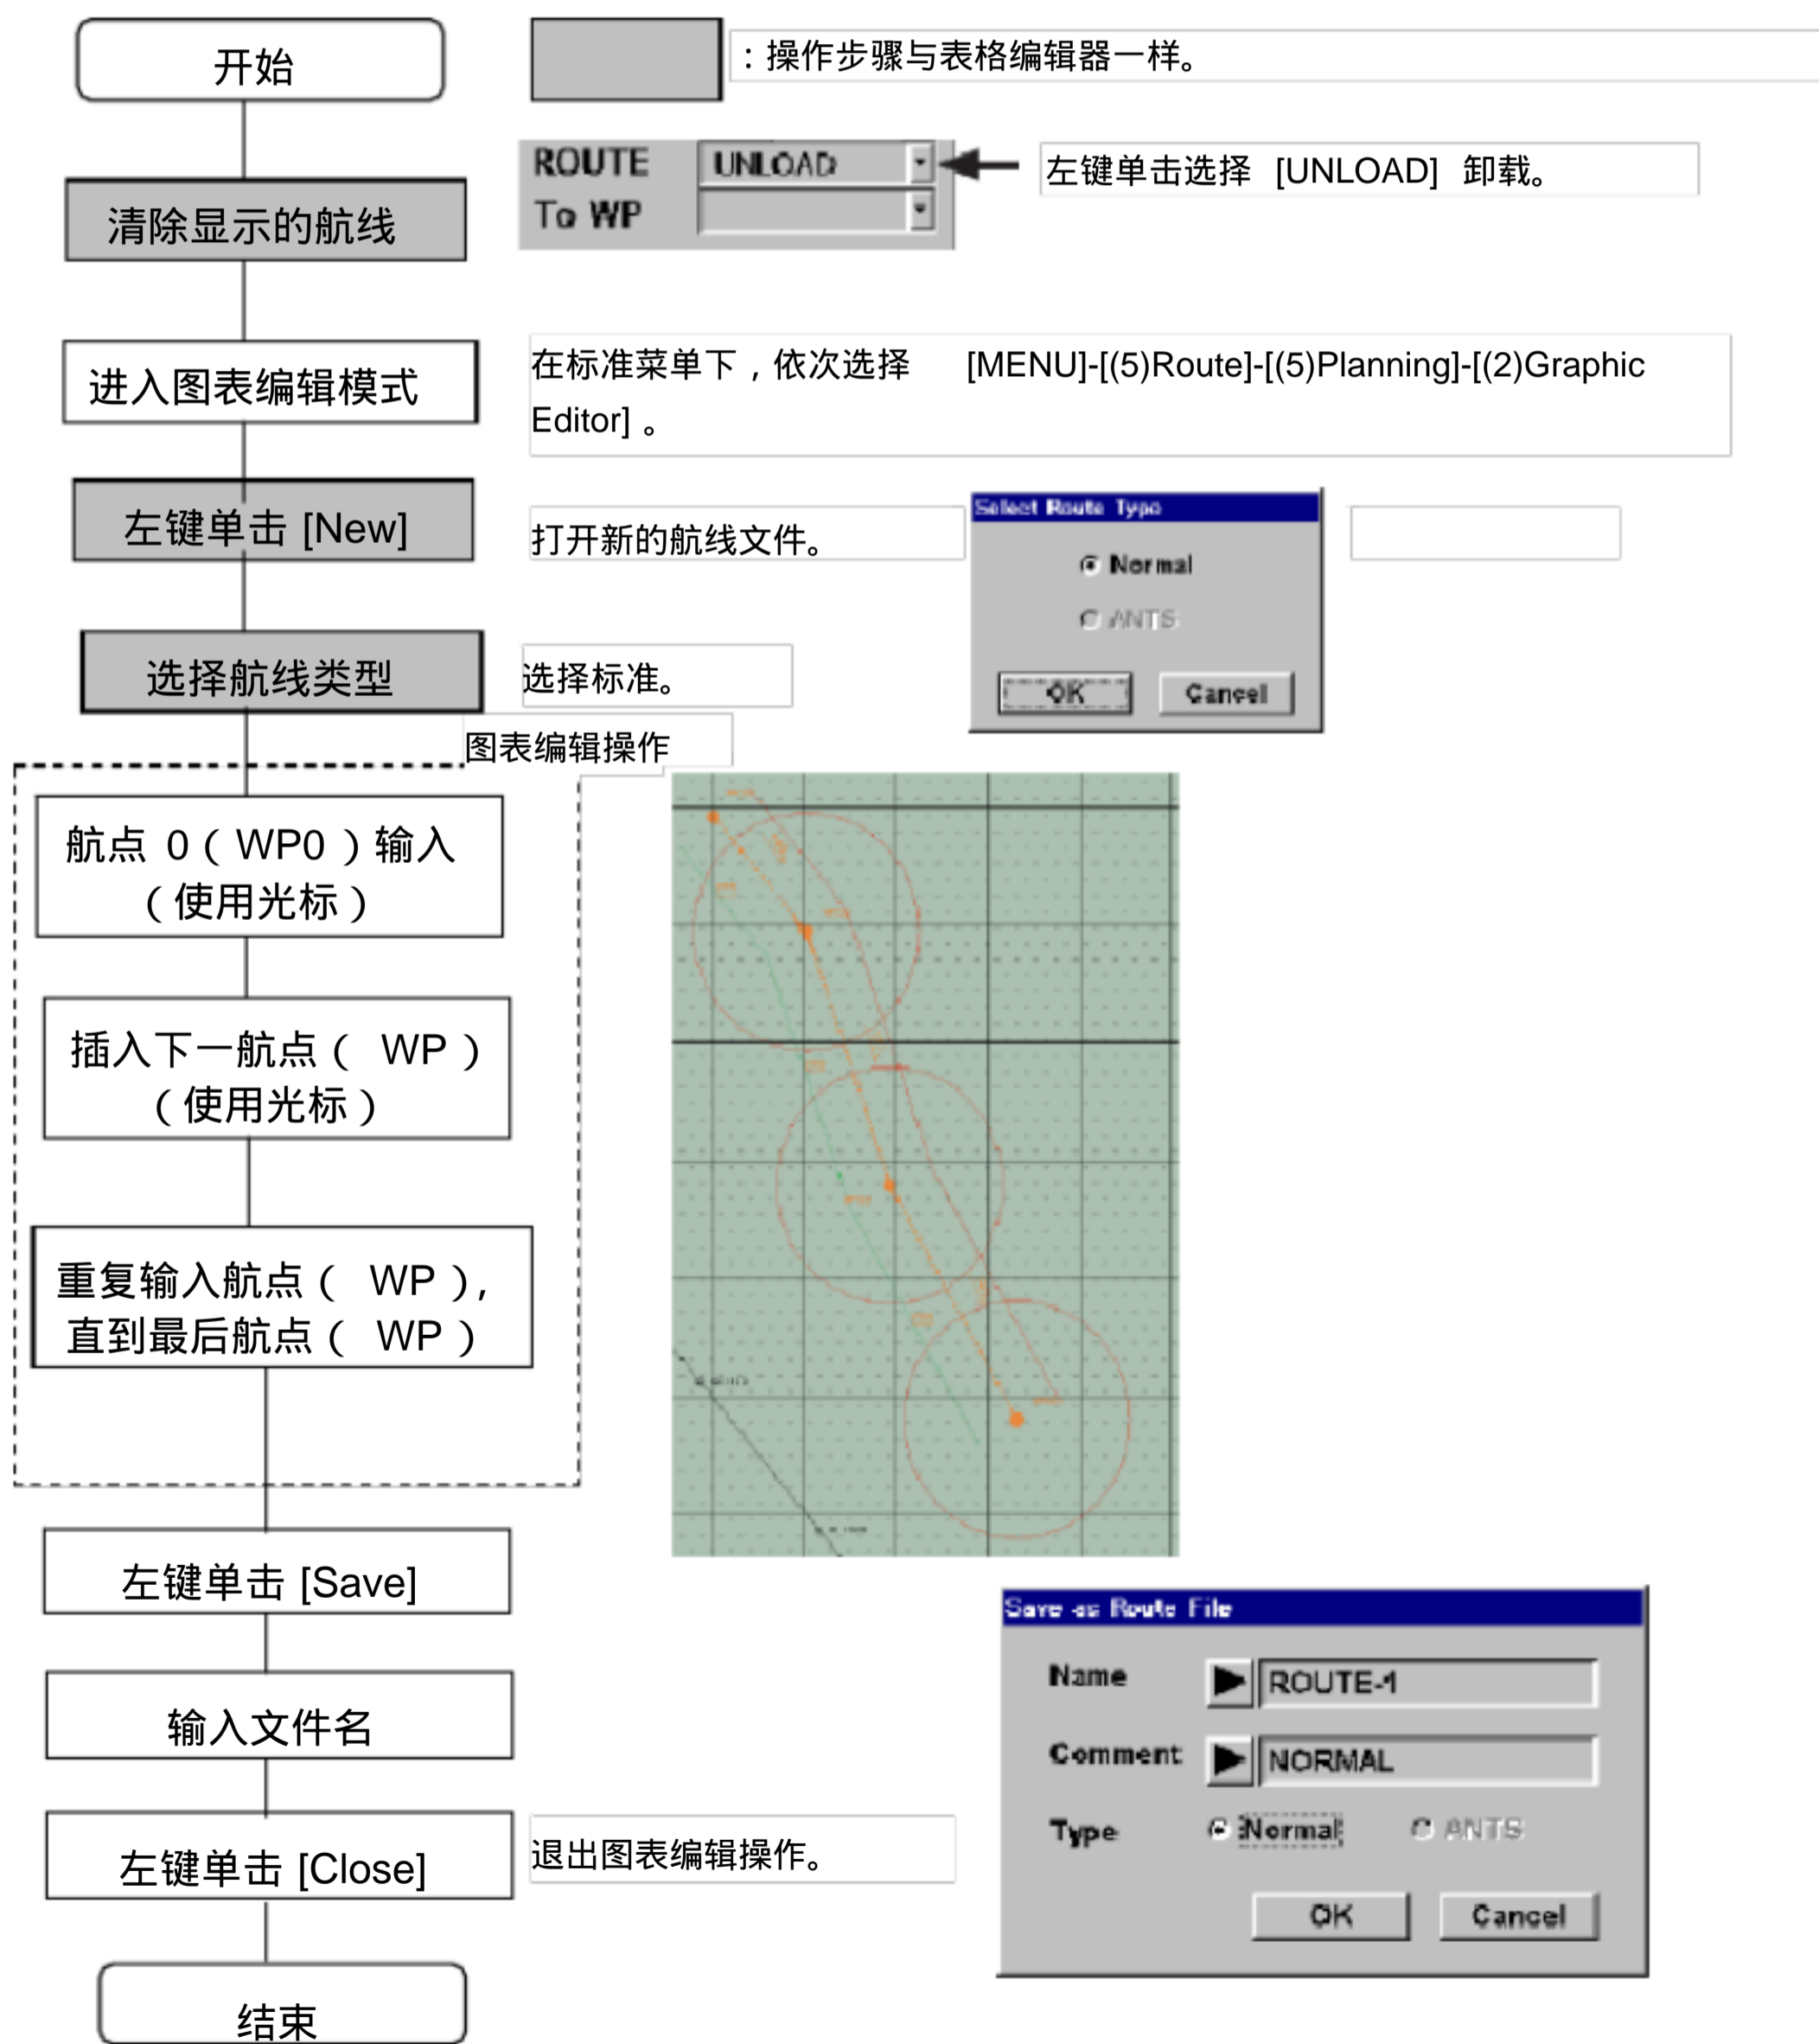 开始
：操作步骤与表格编辑器一样。
ROUTE UNLOAD
To WP
左键单击选择 [UNLOAD] 卸载。
清除显示的航线
进入图表编辑模式
在标准菜单下，依次选择 [MENU]-[(5)Route]-[(5)Planning]-[(2)Graphic
Editor] 。
左键单击 [New]
打开新的航线文件。
Select Route Type
Normal
ANTS
OK Cancel
选择航线类型
选择标准。
图表编辑操作
航点 0（ WP0 ）输入
（使用光标）
插入下一航点（ WP ）
（使用光标）
重复输入航点（ WP ），
直到最后航点（ WP ）
左键单击 [Save]
输入文件名
左键单击 [Close]
退出图表编辑操作。
结束
Save as Route File
Name ROUTE-1
Comment NORMAL
Type Normal ANTS
OK Cancel